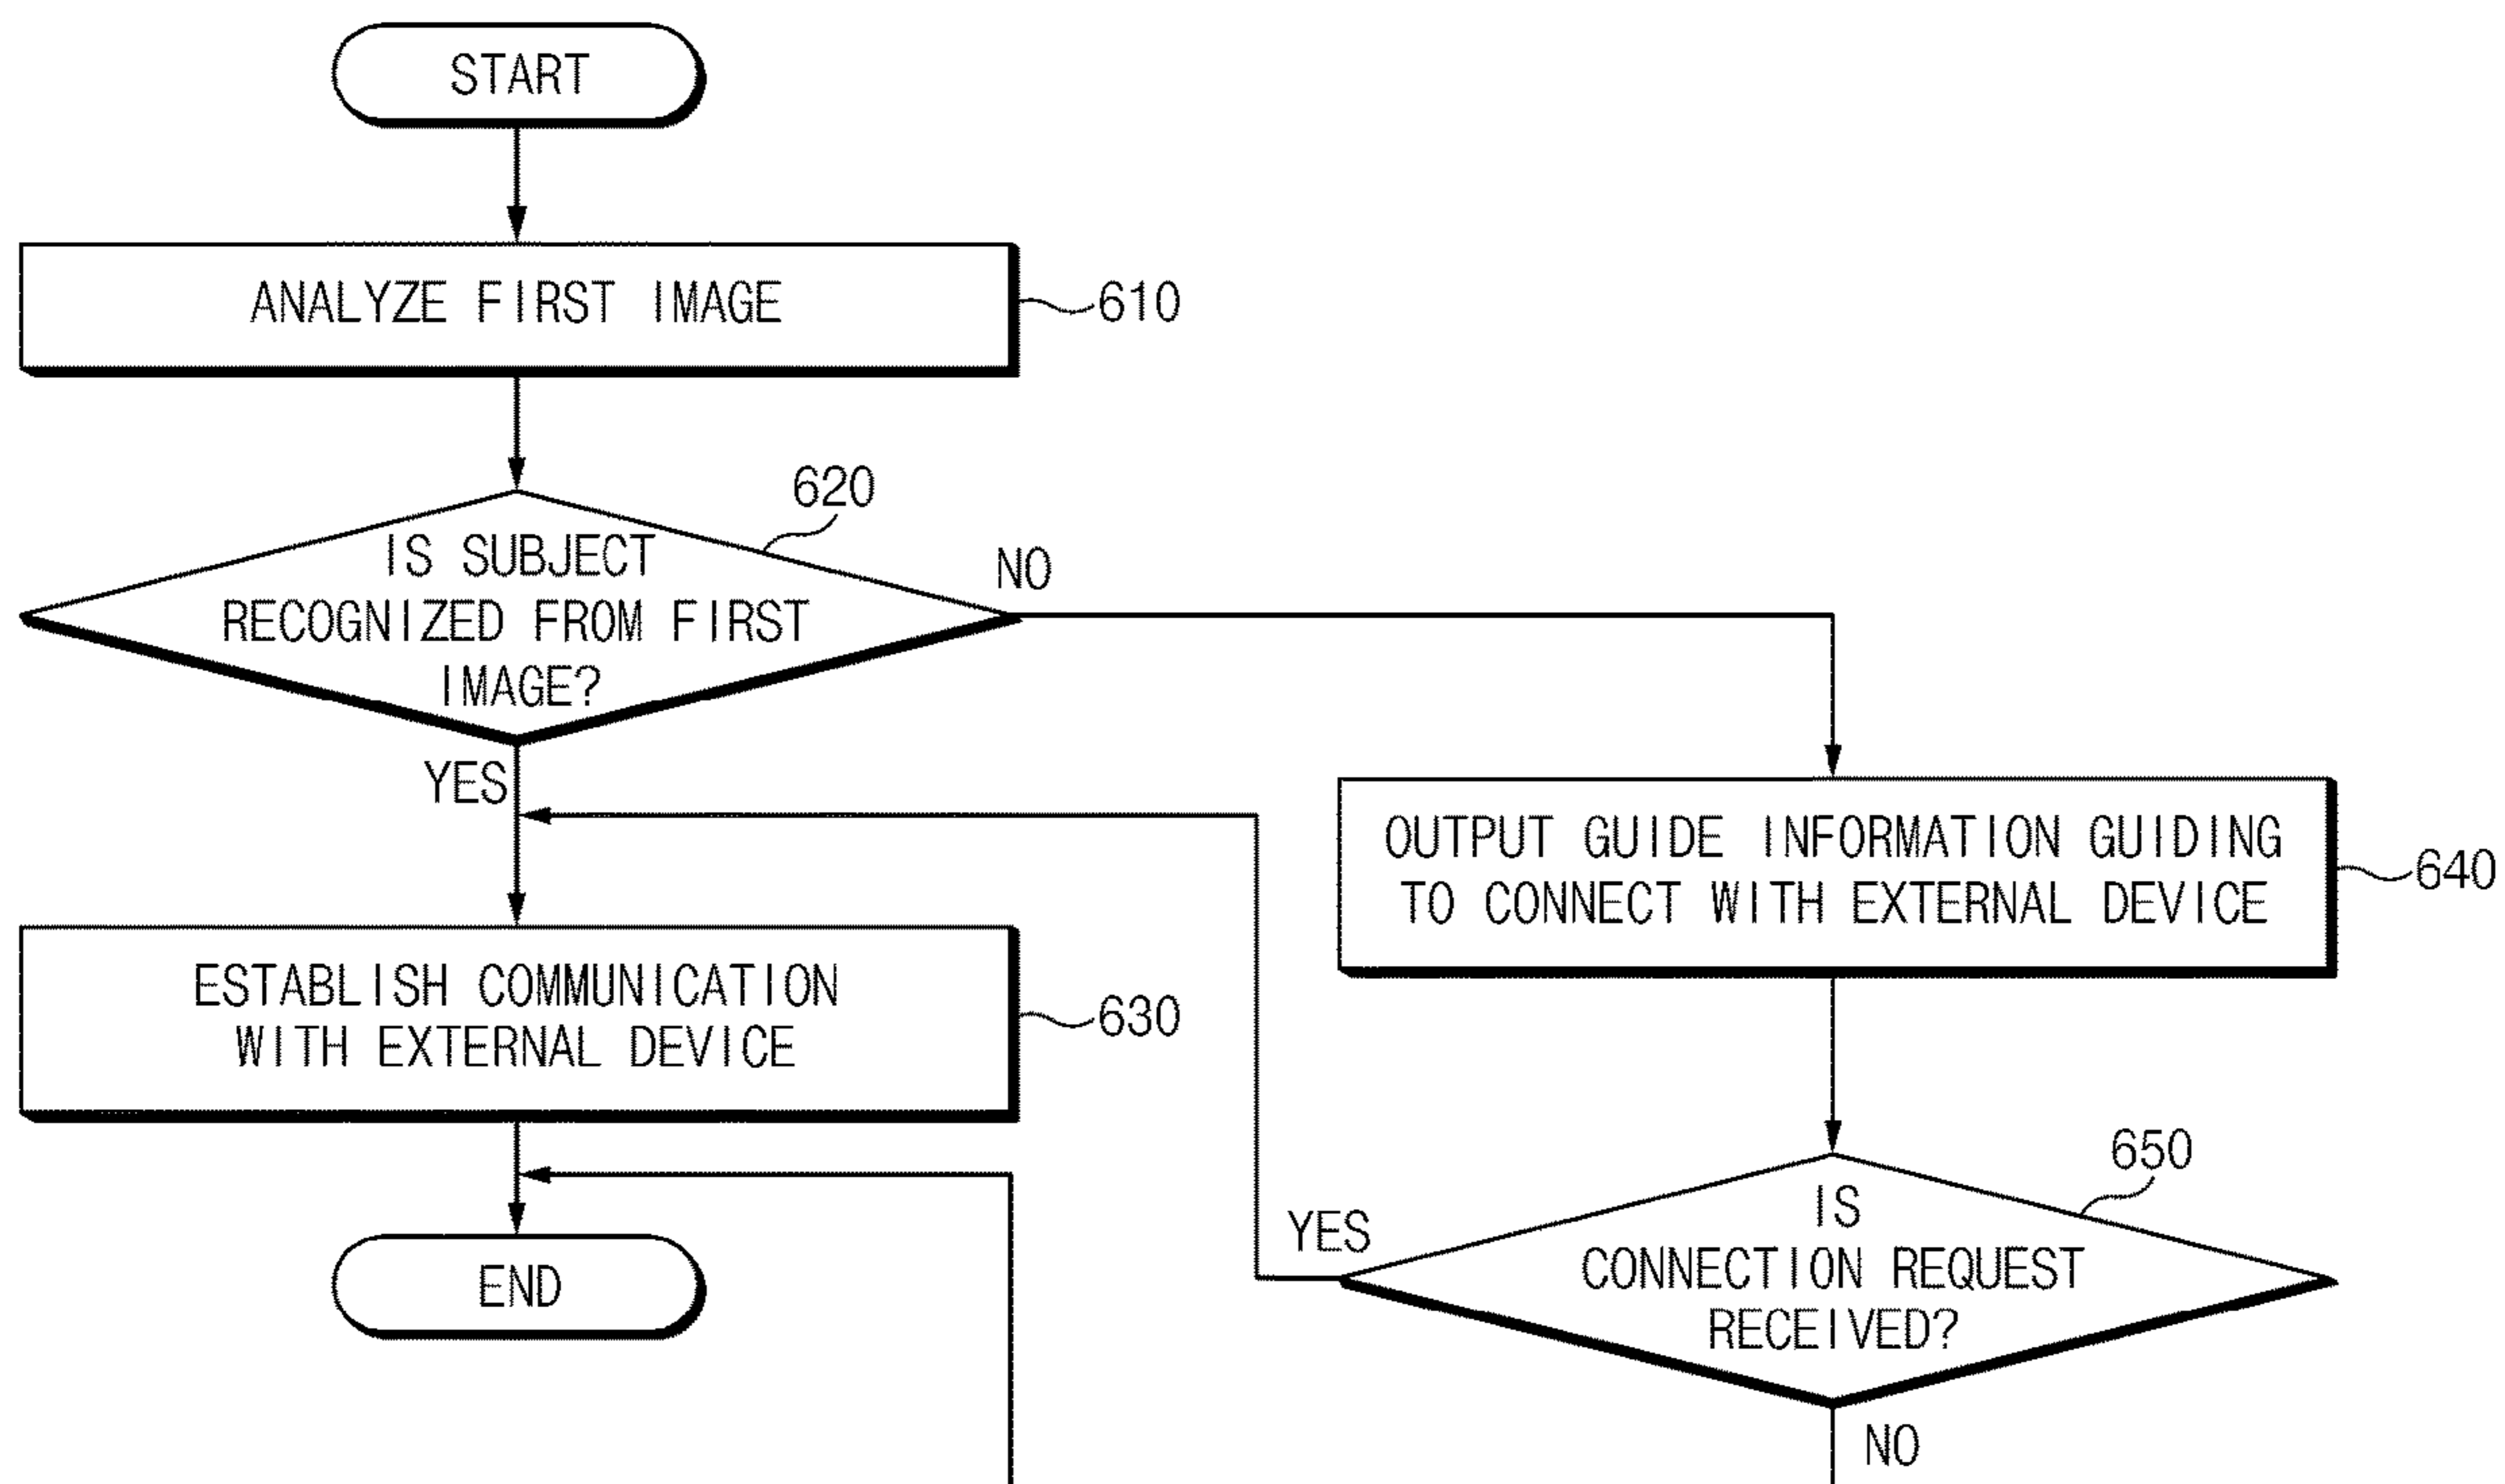 START
ANALYZE FIRST IMAGE
610
620
IS SUBJECT
RECOGNIZED FROM FIRST
IMAGE?
NO
YES
OUTPUT GUIDE INFORMATION GUIDING
TO CONNECT WITH EXTERNAL DEVICE
640
ESTABLISH COMMUNICATION
WITH EXTERNAL DEVICE
630
650
IS
CONNECTION REQUEST
RECEIVED?
YES
NO
END